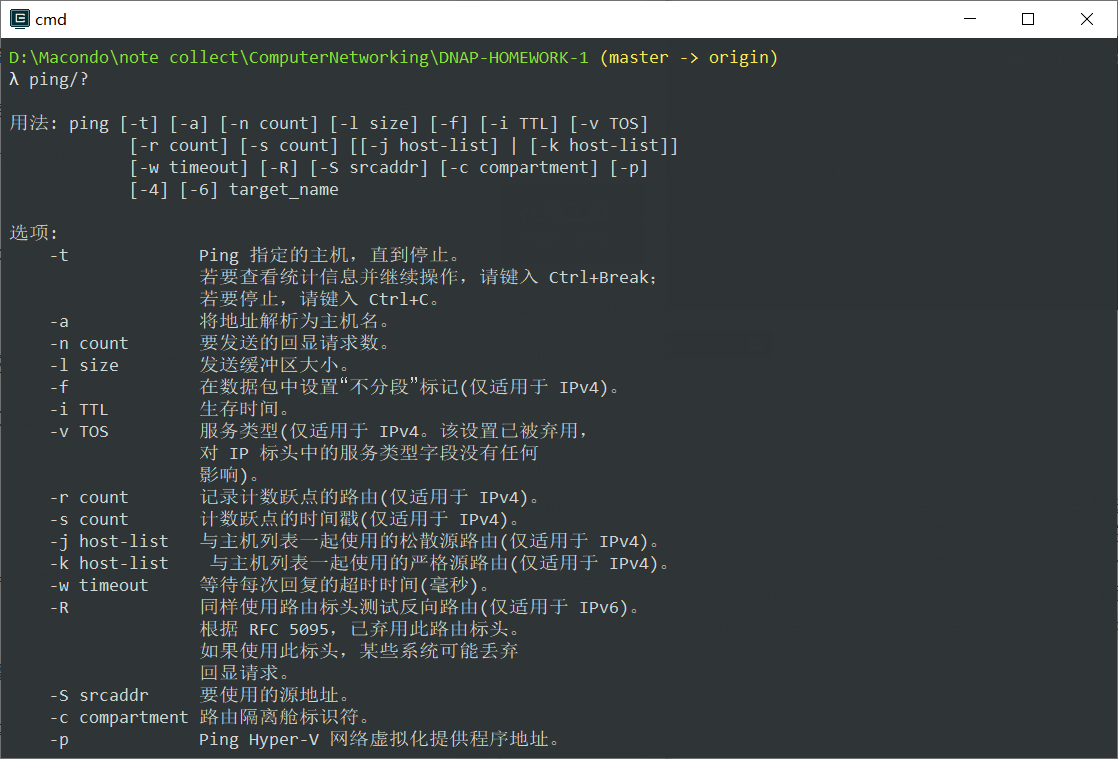 cmd
D:\Macondo\note collect\ComputerNetworking\DNAP-HOMEWORK-1 (master -> origin)
λ ping/?
用法: ping [-t] [-a] [-n count] [-l size] [-f] [-i TTL] [-v TOS]
[-r count] [-s count] [[-j host-list] | [-k host-list]]
[-w timeout] [-R] [-S srcaddr] [-c compartment] [-p]
[-4] [-6] target_name
选项:
-t Ping 指定的主机，直到停止。
若要查看统计信息并继续操作，请键入 Ctrl+Break;
若要停止，请键入 Ctrl+C。
-a 将地址解析为主机名。
-n count 要发送的回显请求数。
-l size 发送缓冲区大小。
-f 在数据包中设置“不分段”标记(仅适用于 IPv4)。
-i TTL 生存时间。
-v TOS 服务类型(仅适用于 IPv4。该设置已被弃用，
对 IP 标头中的服务类型字段没有任何
影响)。
-r count 记录计数跃点的路由(仅适用于 IPv4)。
-s count 计数跃点的时间戳(仅适用于 IPv4)。
-j host-list 与主机列表一起使用的松散源路由(仅适用于 IPv4)。
-k host-list 与主机列表一起使用的严格源路由(仅适用于 IPv4)。
-w timeout 等待每次回复的超时时间(毫秒)。
-R 同样使用路由标头测试反向路由(仅适用于 IPv6)。
根据 RFC 5095，已弃用此路由标头。
如果使用此标头，某些系统可能丢弃
回显请求。
-S srcaddr 要使用的源地址。
-c compartment 路由隔离舱标识符。
-p Ping Hyper-V 网络虚拟化提供程序地址。